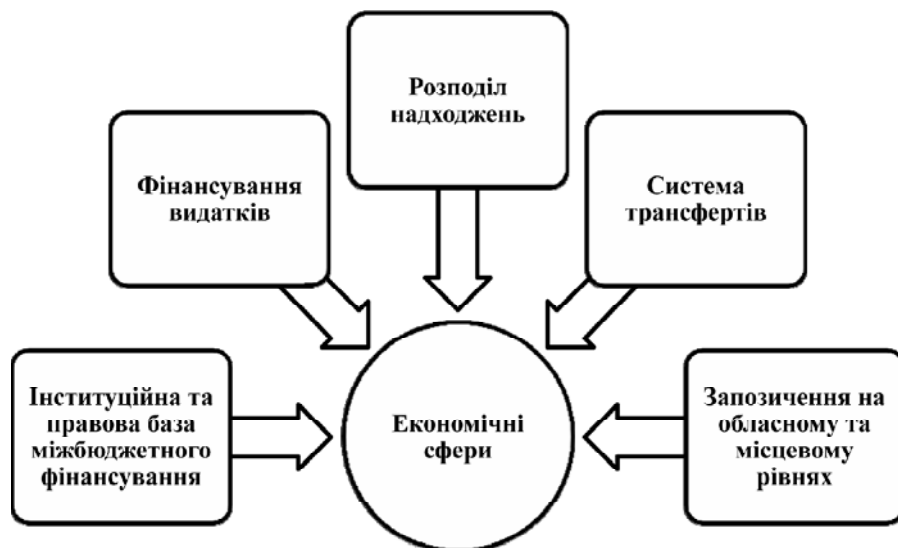 Розподіл
надходжень
Фінансування
видатків
Система
трансфертів
Інституційна та
правова база
міжбюджетного
фінансування
Економічні
сфери
Запозичення на
обласному та
місцевому
рівнях